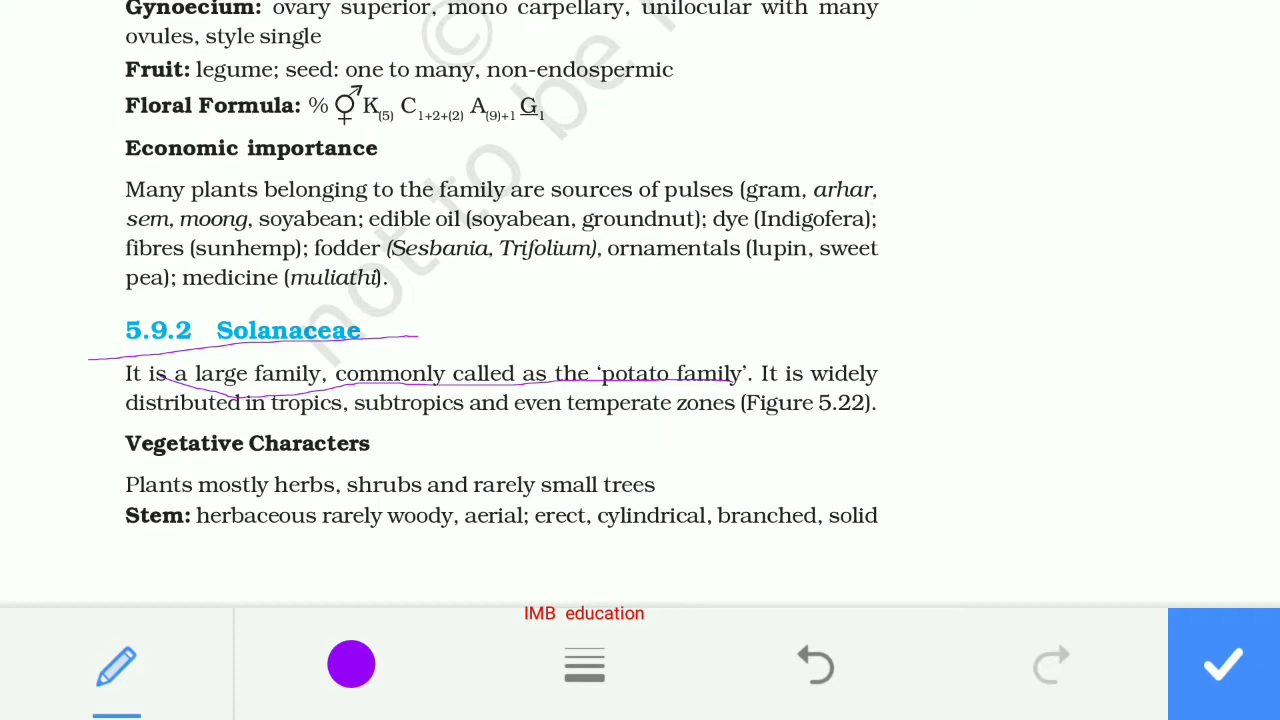 Gynoecium: ovary superior, mono carpellary, unilocular with many
ovules, style single
Fruit: legume; seed: one to many, non-endospermic
Floral Formula: % ⚥ K(5) C1+2+(2) A(9)+1 G1
Economic importance
Many plants belonging to the family are sources of pulses (gram, arhar,
sem, moong, soyabean; edible oil (soyabean, groundnut); dye (Indigofera);
fibres (sunhemp); fodder (Sesbania, Trifolium), ornamentals (lupin, sweet
pea); medicine (muliathi).
5.9.2 Solanaceae
It is a large family, commonly called as the ‘potato family’. It is widely
distributed in tropics, subtropics and even temperate zones (Figure 5.22).
Vegetative Characters
Plants mostly herbs, shrubs and rarely small trees
Stem: herbaceous rarely woody, aerial; erect, cylindrical, branched, solid
IMB education
© not to be